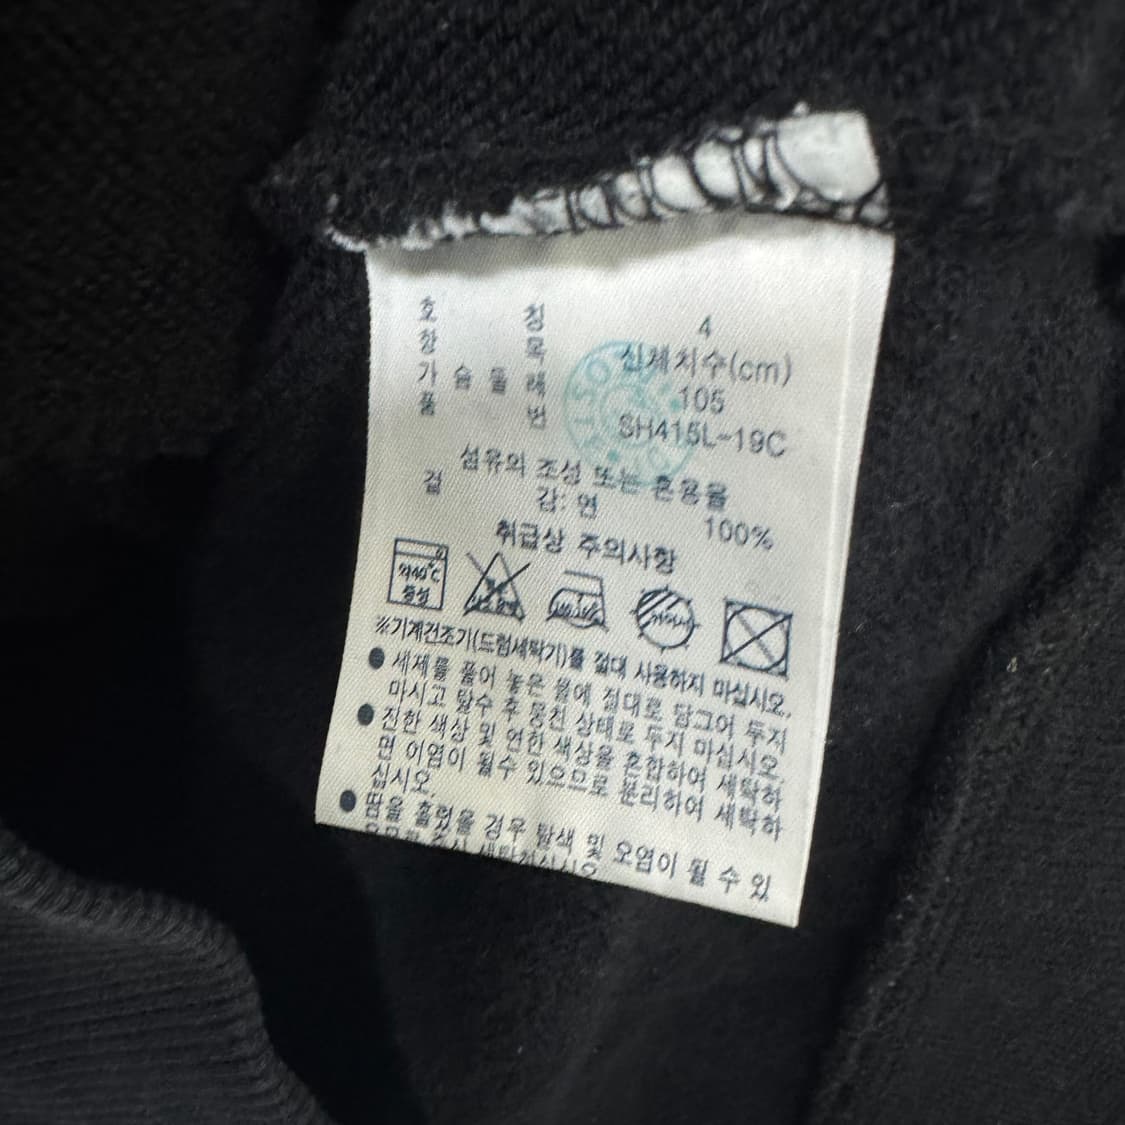 호 칭 4
항 목 신체치수(cm)
가 슴 둘 레 105
품 번 SH415L-19C
섬유의 조성 또는 혼용율
겉 감: 면 100%
취급상 주의사항
약40°C
중성
※기계건조기(드럼세탁기)를 절대 사용하지 마십시오.
● 세제를 풀어 놓은 물에 절대로 담그어 두지
마시고 탈수 후 뭉친 상태로 두지 마십시오.
● 진한 색상 및 연한 색상을 혼합하여 세탁하
면 이염이 될수 있으므로 분리하여 세탁하
십시오.
● 땀을 흘렸을 경우 탈색 및 오염이 될 수 있